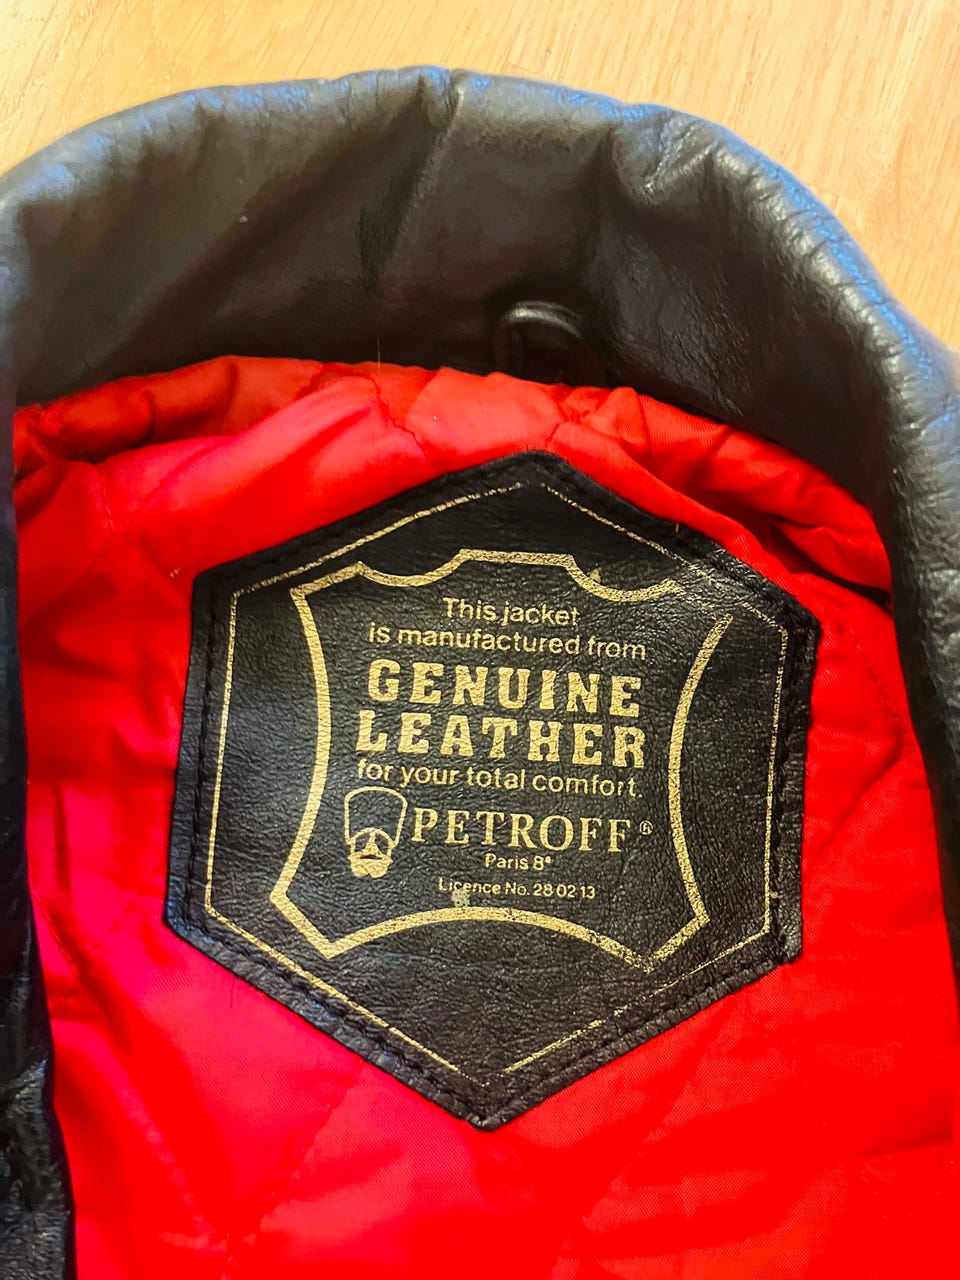 This jacket
is manufactured from
GENUINE
LEATHER
for your total comfort.
PETROFF®
Paris 8e
Licence No. 28 02 13